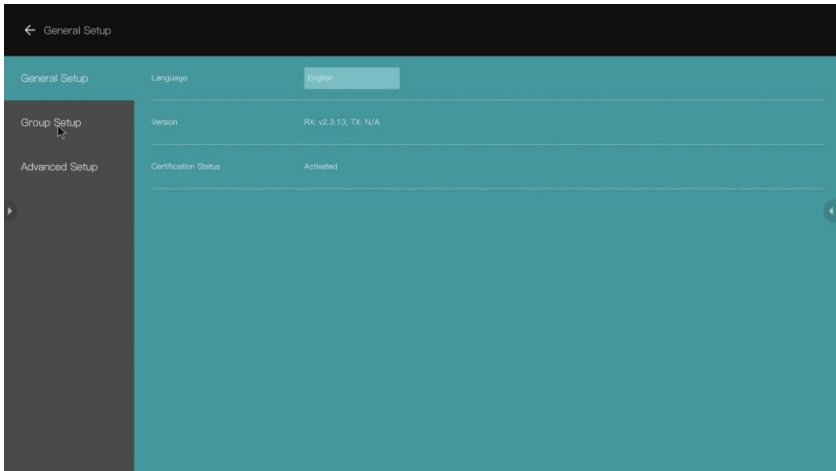 General Setup
General Setup
Language
English
Group Setup
Version
RX: v2.3.13, TX: N/A
Advanced Setup
Certification Status
Activated